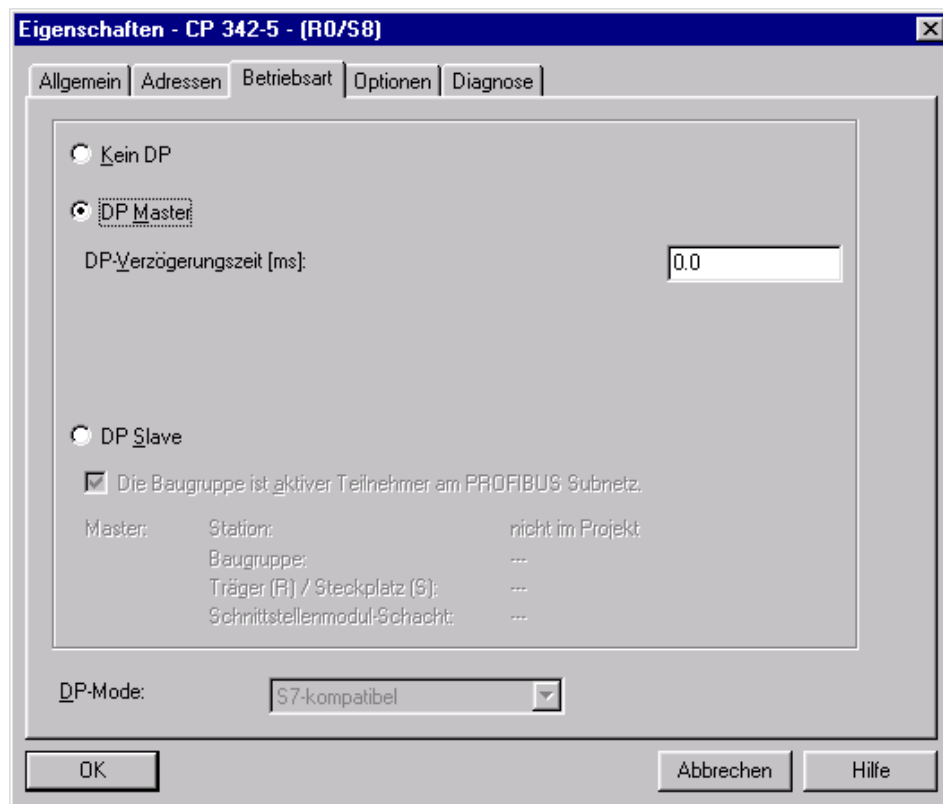 Eigenschaften - CP 342-5 - (R0/S8)
Allgemein Adressen Betriebsart Optionen Diagnose
Kein DP
DP Master
DP-Verzögerungszeit [ms]: 0.0
DP Slave
Die Baugruppe ist aktiver Teilnehmer am PROFIBUS Subnetz.
Master: Station: nicht im Projekt
Baugruppe: ---
Träger (R) / Steckplatz (S): ---
Schnittstellenmodul-Schacht: ---
DP-Mode: S7-kompatibel
OK Abbrechen Hilfe